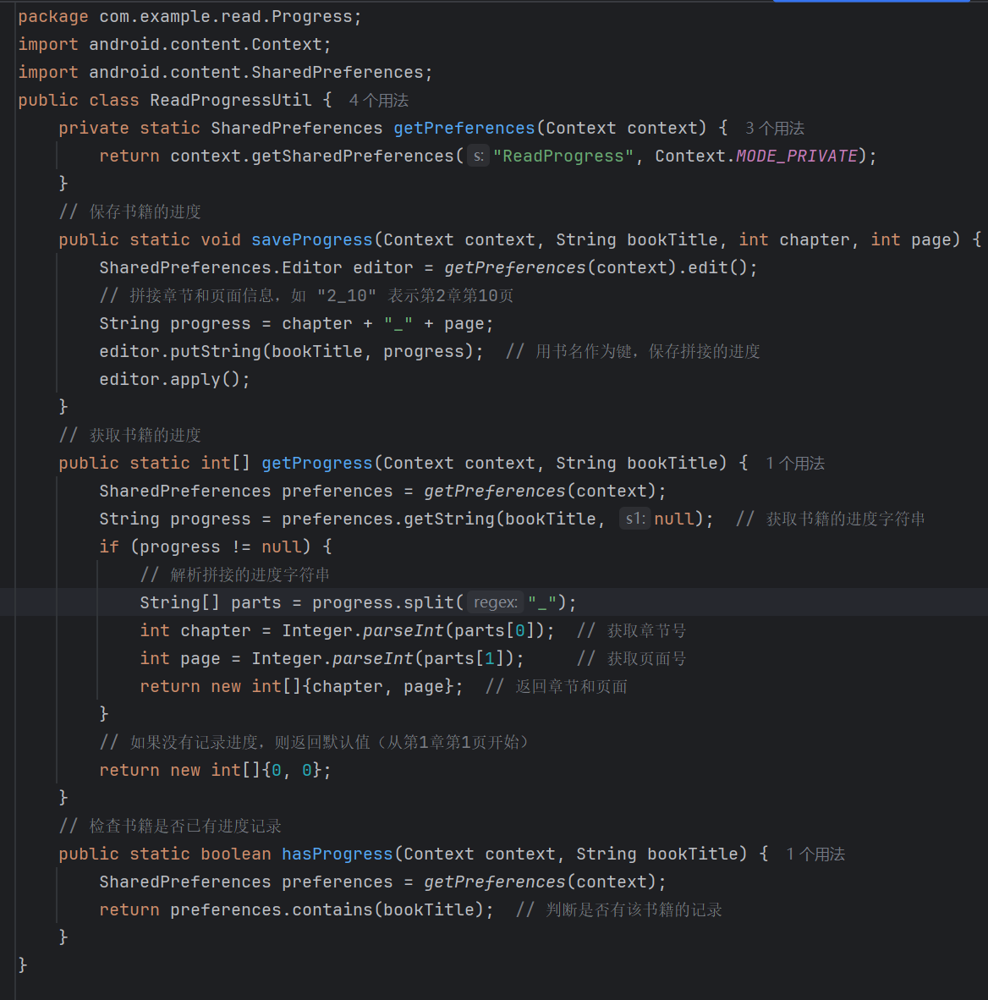 package com.example.read.Progress;
import android.content.Context;
import android.content.SharedPreferences;
public class ReadProgressUtil {  4 个用法
    private static SharedPreferences getPreferences(Context context) {  3 个用法
        return context.getSharedPreferences( s: "ReadProgress", Context.MODE_PRIVATE);
    }
    // 保存书籍的进度
    public static void saveProgress(Context context, String bookTitle, int chapter, int page) {
        SharedPreferences.Editor editor = getPreferences(context).edit();
        // 拼接章节和页面信息，如 "2_10" 表示第2章第10页
        String progress = chapter + "_" + page;
        editor.putString(bookTitle, progress);  // 用书名作为键，保存拼接的进度
        editor.apply();
    }
    // 获取书籍的进度
    public static int[] getProgress(Context context, String bookTitle) {  1 个用法
        SharedPreferences preferences = getPreferences(context);
        String progress = preferences.getString(bookTitle, s1: null);  // 获取书籍的进度字符串
        if (progress != null) {
            // 解析拼接的进度字符串
            String[] parts = progress.split( regex: "_");
            int chapter = Integer.parseInt(parts[0]);  // 获取章节号
            int page = Integer.parseInt(parts[1]);     // 获取页面号
            return new int[]{chapter, page};  // 返回章节和页面
        }
        // 如果没有记录进度，则返回默认值（从第1章第1页开始）
        return new int[]{0, 0};
    }
    // 检查书籍是否已有进度记录
    public static boolean hasProgress(Context context, String bookTitle) {  1 个用法
        SharedPreferences preferences = getPreferences(context);
        return preferences.contains(bookTitle);  // 判断是否有该书籍的记录
    }
}